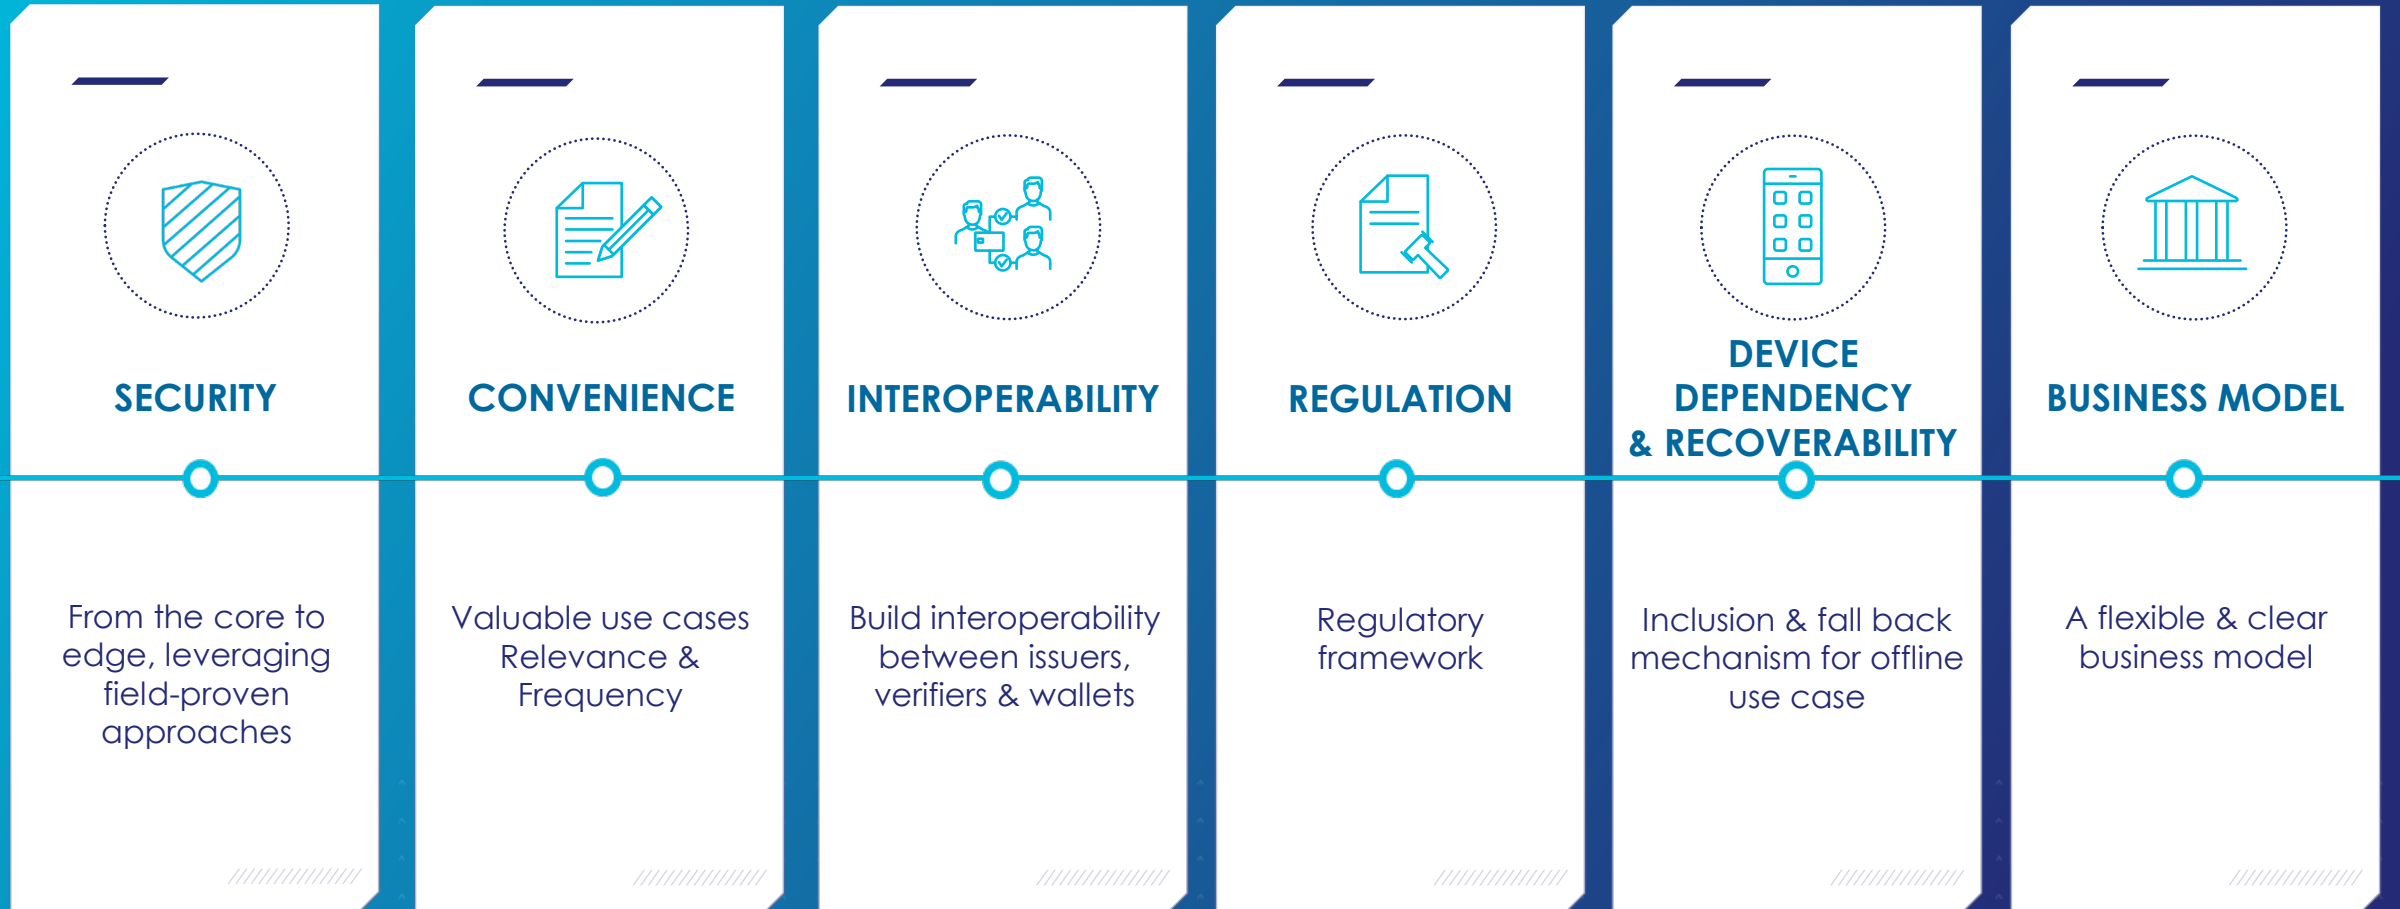 SECURITY
From the core to
edge, leveraging
field-proven
approaches
CONVENIENCE
Valuable use cases
Relevance &
Frequency
INTEROPERABILITY
Build interoperability
between issuers,
verifiers & wallets
REGULATION
Regulatory
framework
DEVICE
DEPENDENCY
& RECOVERABILITY
Inclusion & fall back
mechanism for offline
use case
BUSINESS MODEL
A flexible & clear
business model